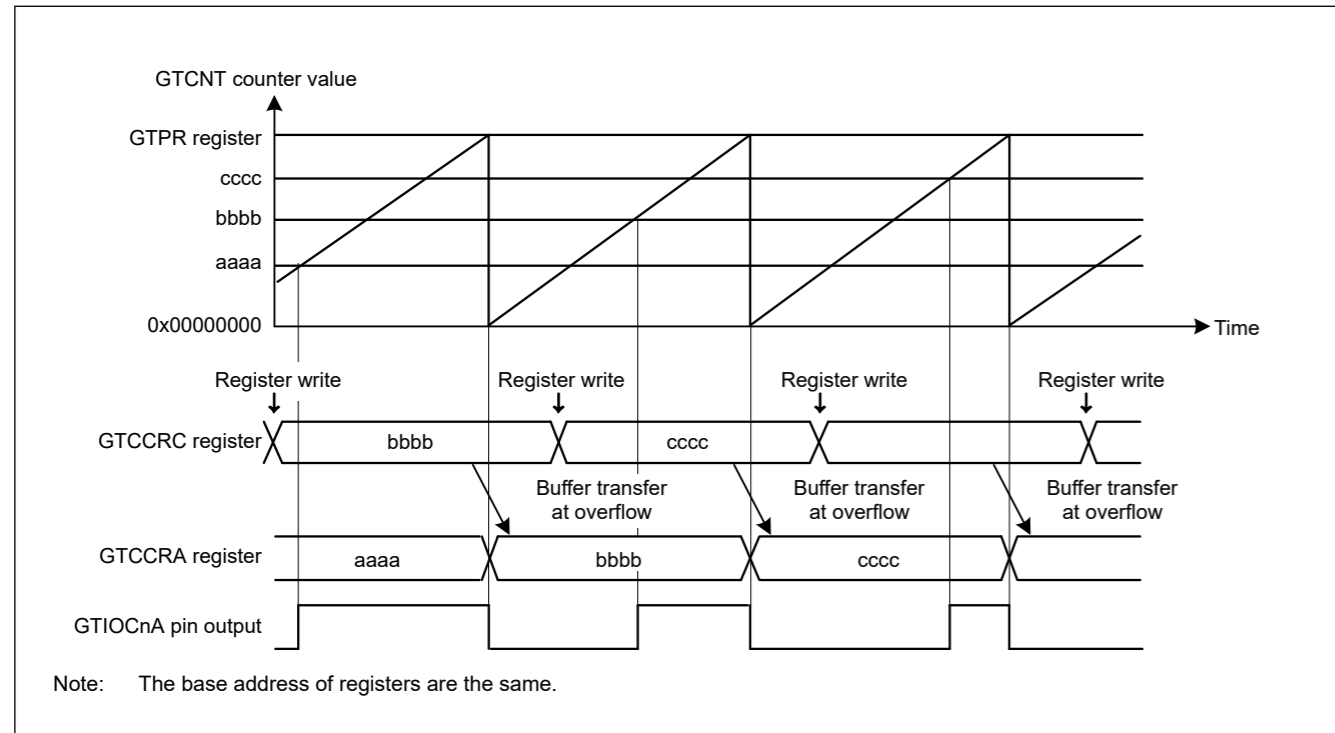 GTCNT counter value
GTPR register
cccc
bbbb
aaaa
0x00000000
Time
Register write Register write Register write Register write
GTCCRC register bbbb cccc
Buffer transfer at overflow
Buffer transfer at overflow
Buffer transfer at overflow
GTCCRA register aaaa bbbb cccc
GTIOCnA pin output
Note: The base address of registers are the same.